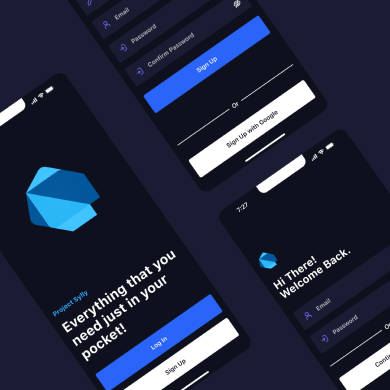 Email
Password
Confirm Password
Sign Up
Or
Sign Up with Google
Project Sylly
Everything that you
need just in your
pocket!
Log In
Sign Up
7:27
Hi There!
Welcome Back.
Email
Password
Or